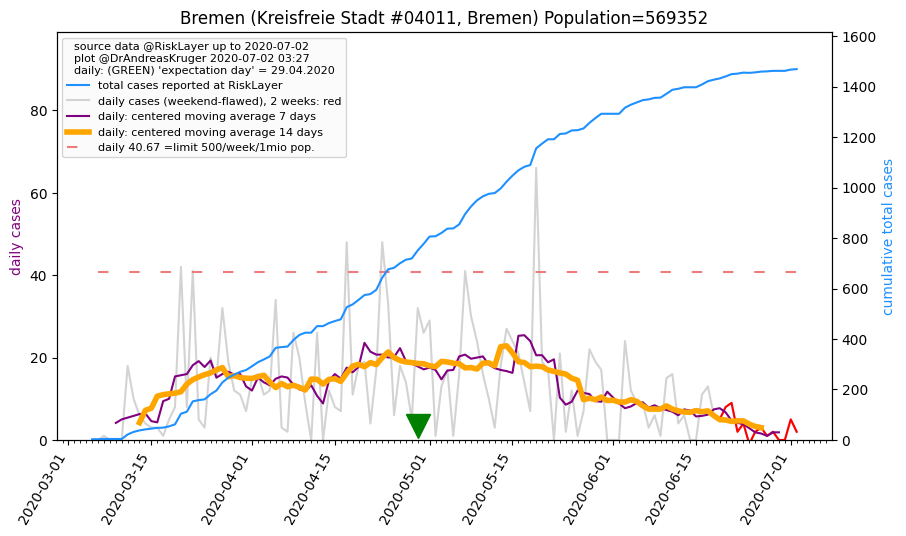 Bremen (Kreisfreie Stadt #04011, Bremen) Population=569352
source data @RiskLayer up to 2020-07-02
plot @DrAndreasKruger 2020-07-02 03:27
daily: (GREEN) 'expectation day' = 29.04.2020
total cases reported at RiskLayer
daily cases (weekend-flawed), 2 weeks: red
daily: centered moving average 7 days
daily: centered moving average 14 days
daily 40.67 =limit 500/week/1mio pop.
daily cases
80
60
40
20
0
cumulative total cases
1600
1400
1200
1000
800
600
400
200
0
2020-03-01
2020-03-15
2020-04-01
2020-04-15
2020-05-01
2020-05-15
2020-06-01
2020-06-15
2020-07-01